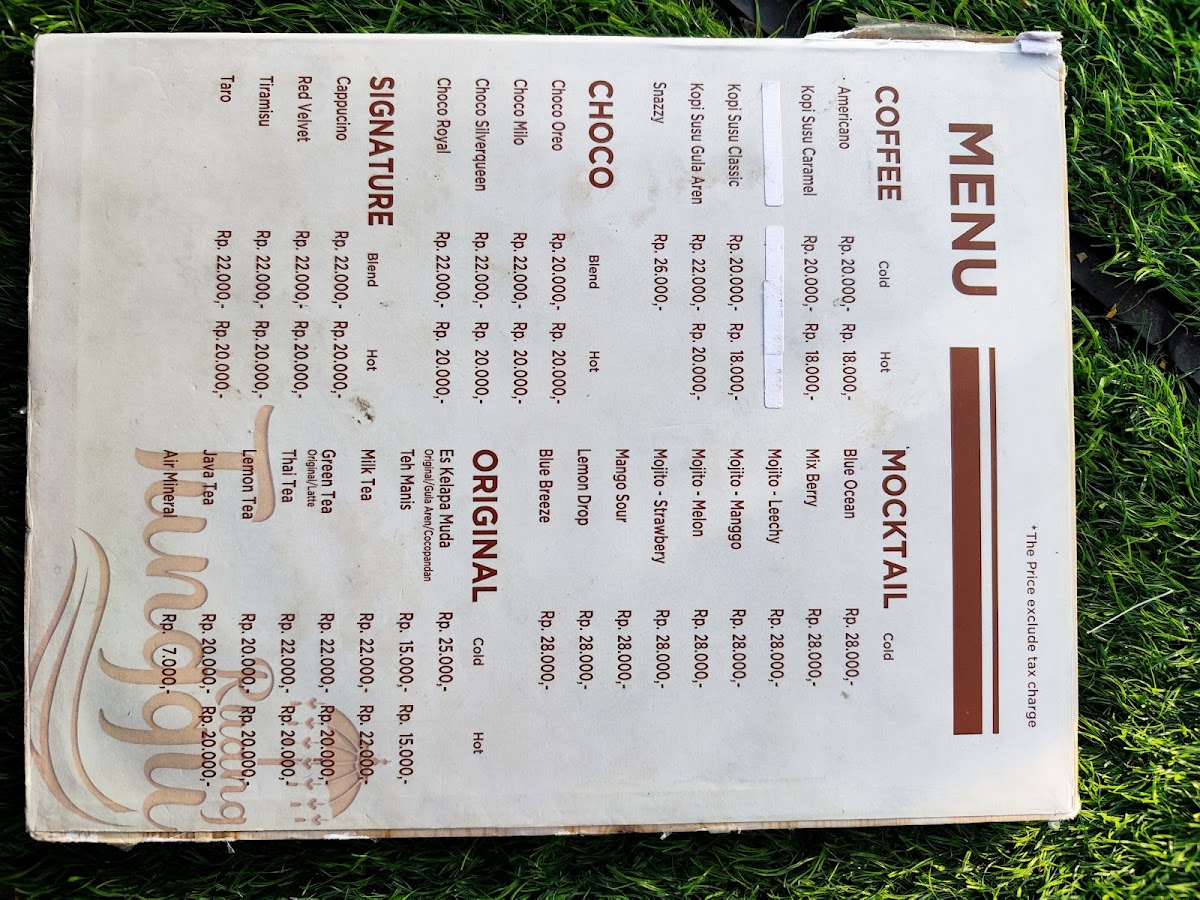 *The Price exclude tax charge
MENU
COFFEE Cold Hot
Americano Rp. 20.000,- Rp. 18.000,-
Kopi Susu Caramel Rp. 20.000,- Rp. 18.000,-
Kopi Susu Classic Rp. 20.000,- Rp. 18.000,-
Kopi Susu Gula Aren Rp. 22.000,- Rp. 20.000,-
Snazzy Rp. 26.000,-
CHOCO Blend Hot
Choco Oreo Rp. 20.000,- Rp. 20.000,-
Choco Milo Rp. 22.000,- Rp. 20.000,-
Choco Silverqueen Rp. 22.000,- Rp. 20.000,-
Choco Royal Rp. 22.000,- Rp. 20.000,-
SIGNATURE Blend Hot
Cappucino Rp. 22.000,- Rp. 20.000,-
Red Velvet Rp. 22.000,- Rp. 20.000,-
Tiramisu Rp. 22.000,- Rp. 20.000,-
Taro Rp. 22.000,- Rp. 20.000,-
MOCKTAIL Cold
Blue Ocean Rp. 28.000,-
Mix Berry Rp. 28.000,-
Mojito - Leechy Rp. 28.000,-
Mojito - Manggo Rp. 28.000,-
Mojito - Melon Rp. 28.000,-
Mojito - Strawbery Rp. 28.000,-
Mango Sour Rp. 28.000,-
Lemon Drop Rp. 28.000,-
Blue Breeze Rp 28.000,-
ORIGINAL Cold Hot
Es Kelapa Muda Rp. 25.000,-
Original/Gula Aren/Cocopandan
Teh Manis Rp. 15.000,- Rp. 15.000,-
Milk Tea Rp. 22.000,- Rp. 22.000,-
Green Tea Rp. 22.000,- Rp. 20.000,-
Original/Latte
Thai Tea Rp. 22.000,- Rp. 20.000,-
Lemon Tea Rp. 20.000,- Rp. 20.000,-
Java Tea Rp. 20.000,- Rp. 20.000,-
Air Mineral Rp. 7.000,-
Ruang
Tunggu